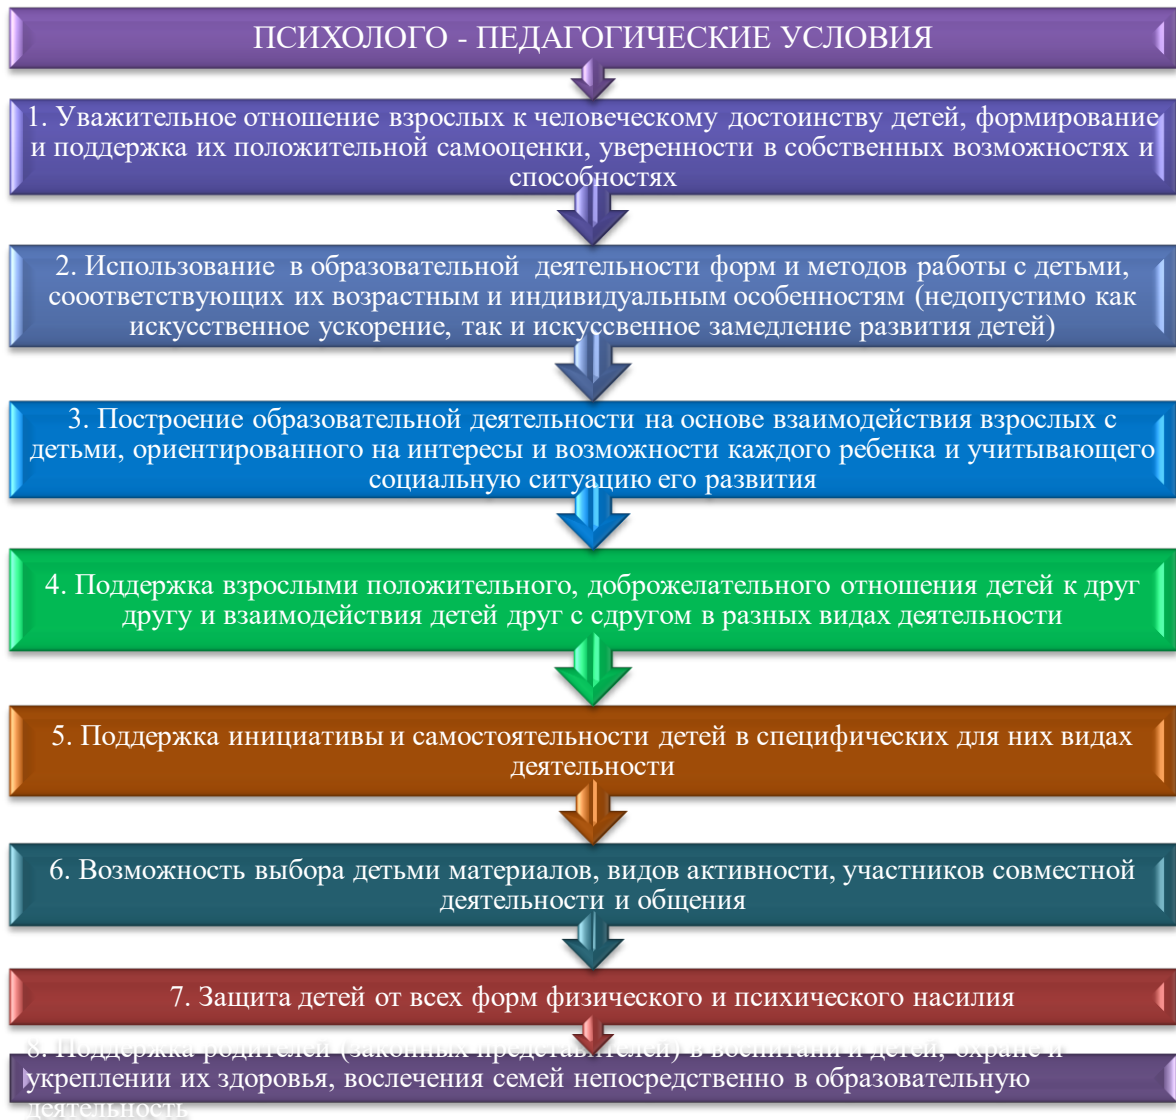 ПСИХОЛОГО - ПЕДАГОГИЧЕСКИЕ УСЛОВИЯ
1. Уважительное отношение взрослых к человеческому достоинству детей, формирование
и поддержка их положительной самооценки, уверенности в собственных возможностях и
способностях
2. Использование в образовательной деятельности форм и методов работы с детьми,
сооответствующих их возрастным и индивидуальным особенностям (недопустимо как
искусственное ускорение, так и искуссвенное замедление развития детей)
3. Построение образовательной деятельности на основе взаимодействия взрослых с
детьми, ориентированного на интересы и возможности каждого ребенка и учитывающего
социальную ситуацию его развития
4. Поддержка взрослыми положительного, доброжелательного отношения детей к друг
другу и взаимодействия детей друг с сдругом в разных видах деятельности
5. Поддержка инициативы и самостоятельности детей в специфических для них видах
деятельности
6. Возможность выбора детьми материалов, видов активности, участников совместной
деятельности и общения
7. Защита детей от всех форм физического и психического насилия
8. Поддержка родителей (законных представителей) в воспитани и детей, охране и
укреплении их здоровья, вослечения семей непосредственно в образовательную
деятельность